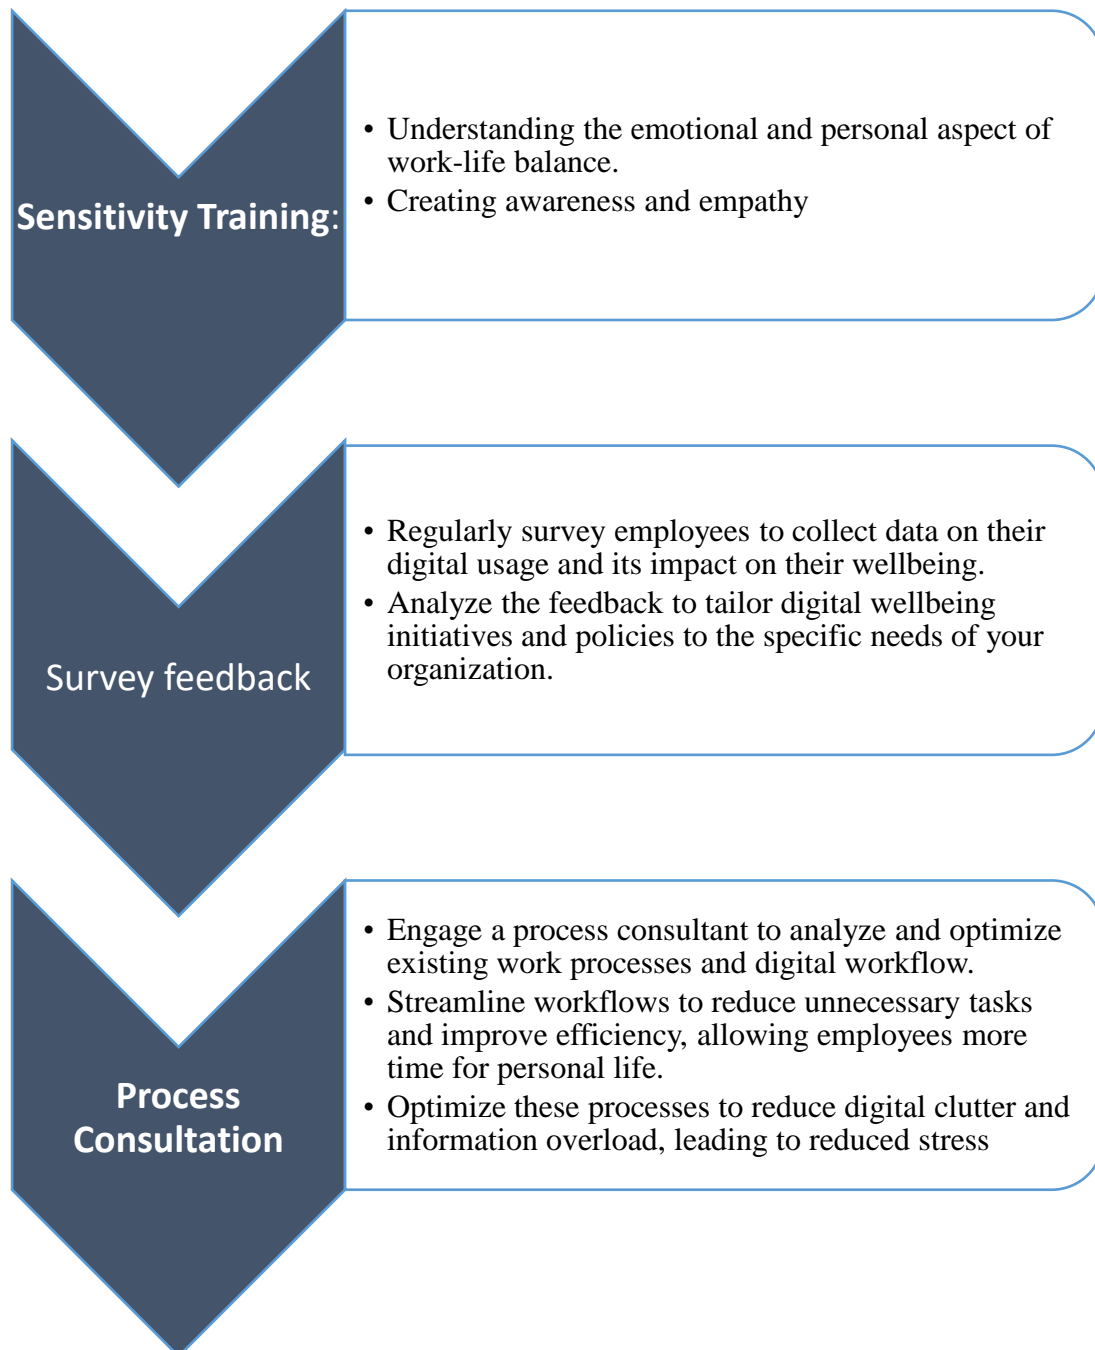 Sensitivity Training:
• Understanding the emotional and personal aspect of
work-life balance.
• Creating awareness and empathy
Survey feedback
• Regularly survey employees to collect data on their
digital usage and its impact on their wellbeing.
• Analyze the feedback to tailor digital wellbeing
initiatives and policies to the specific needs of your
organization.
Process
Consultation
• Engage a process consultant to analyze and optimize
existing work processes and digital workflow.
• Streamline workflows to reduce unnecessary tasks
and improve efficiency, allowing employees more
time for personal life.
• Optimize these processes to reduce digital clutter and
information overload, leading to reduced stress